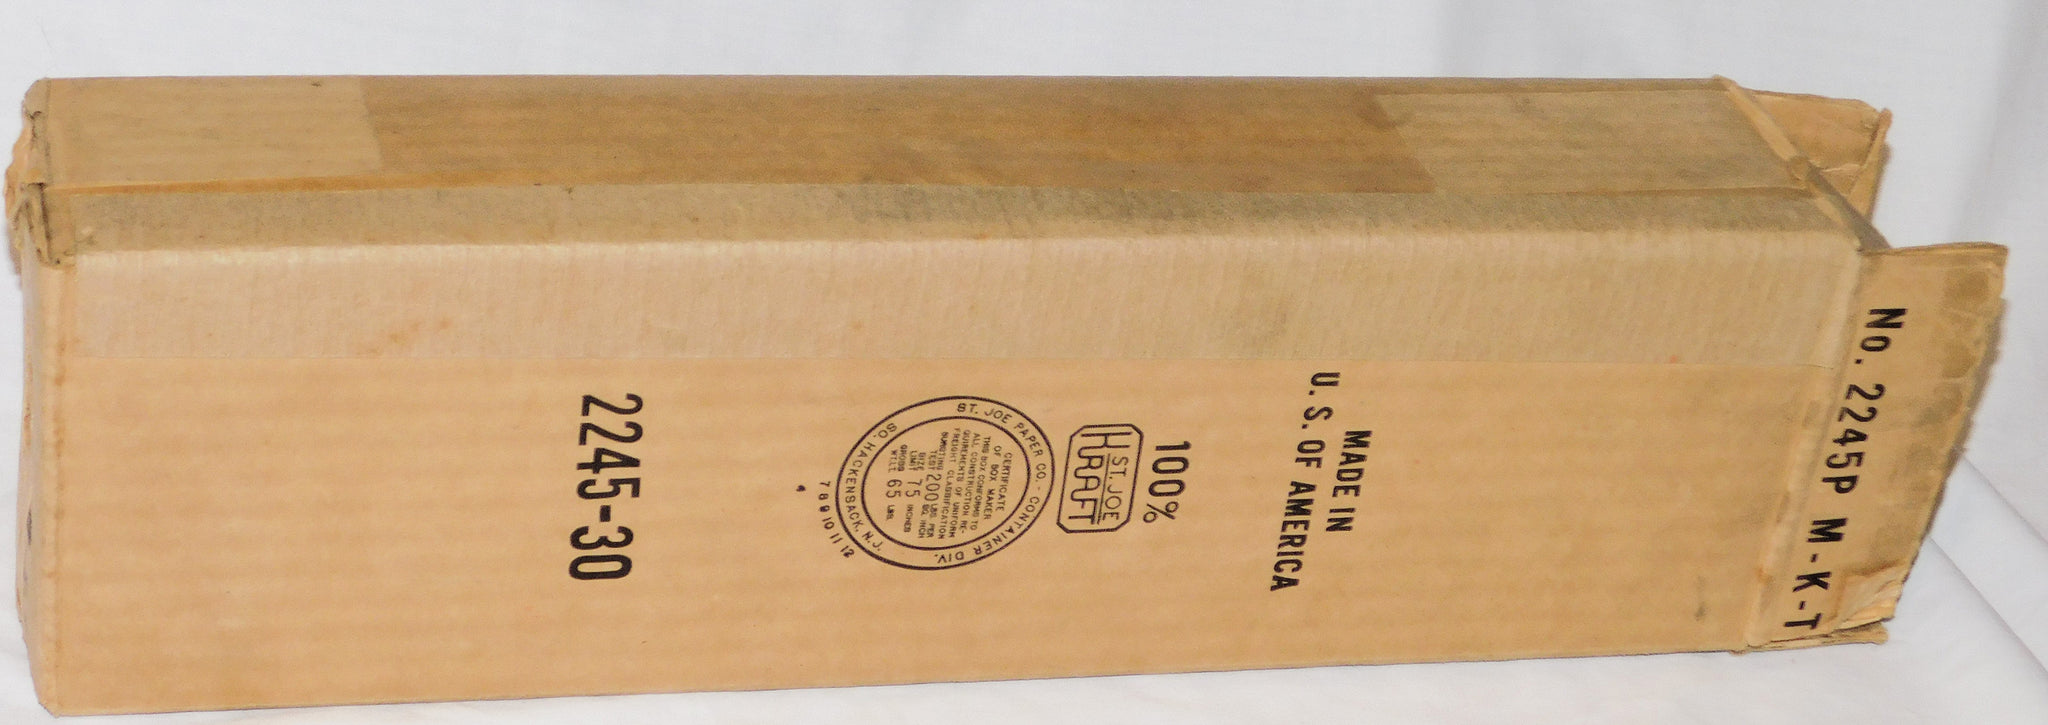 No. 2245P M-K-T
MADE IN
U. S. OF AMERICA
100%
ST. JOE
KRAFT
ST. JOE PAPER CO. - CONTAINER DIV.
SO. HACKENSACK, N.J.
CERTIFICATE
OF BOX MAKER
THIS BOX CONFORMS TO
ALL CONSTRUCTION RE-
QUIREMENTS OF UNIFORM
FREIGHT CLASSIFICATION
BURSTING TEST 200 LBS. PER SQ. INCH
SIZE LIMIT 75 INCHES
GROSS WT.LT. 65 LBS.
7 8 9 10 11 12
4
2245-30